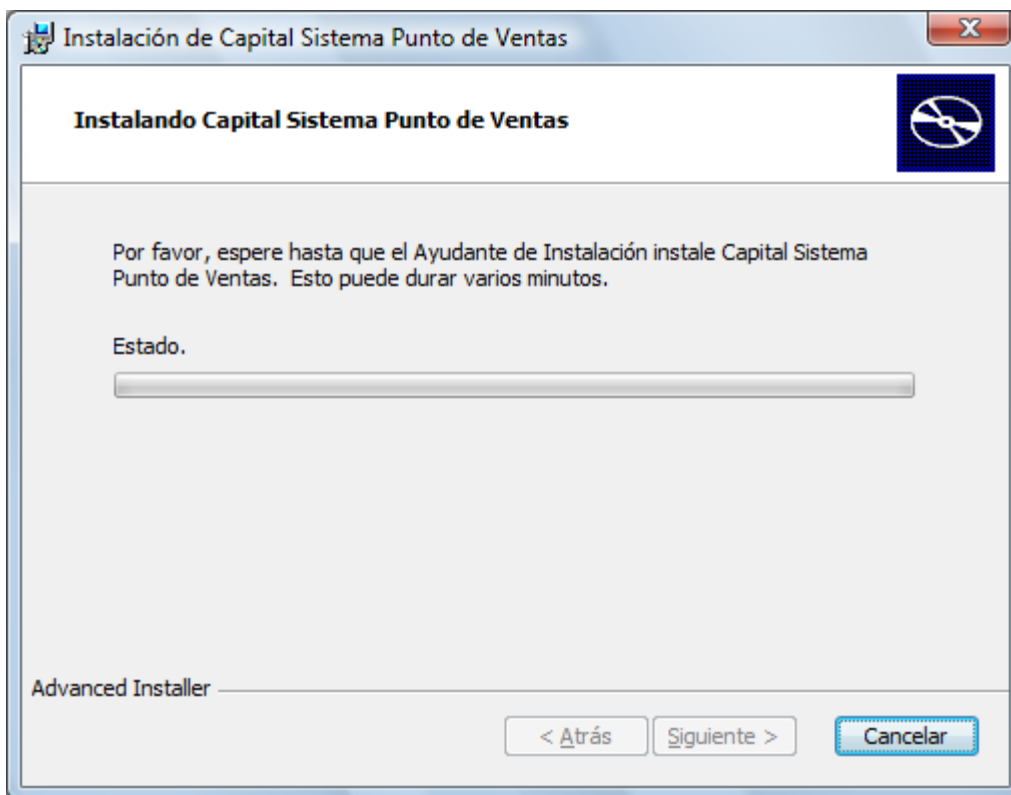 Instalación de Capital Sistema Punto de Ventas
Instalando Capital Sistema Punto de Ventas
Por favor, espere hasta que el Ayudante de Instalación instale Capital Sistema
Punto de Ventas.  Esto puede durar varios minutos.
Estado.
Advanced Installer
< Atrás
Siguiente >
Cancelar